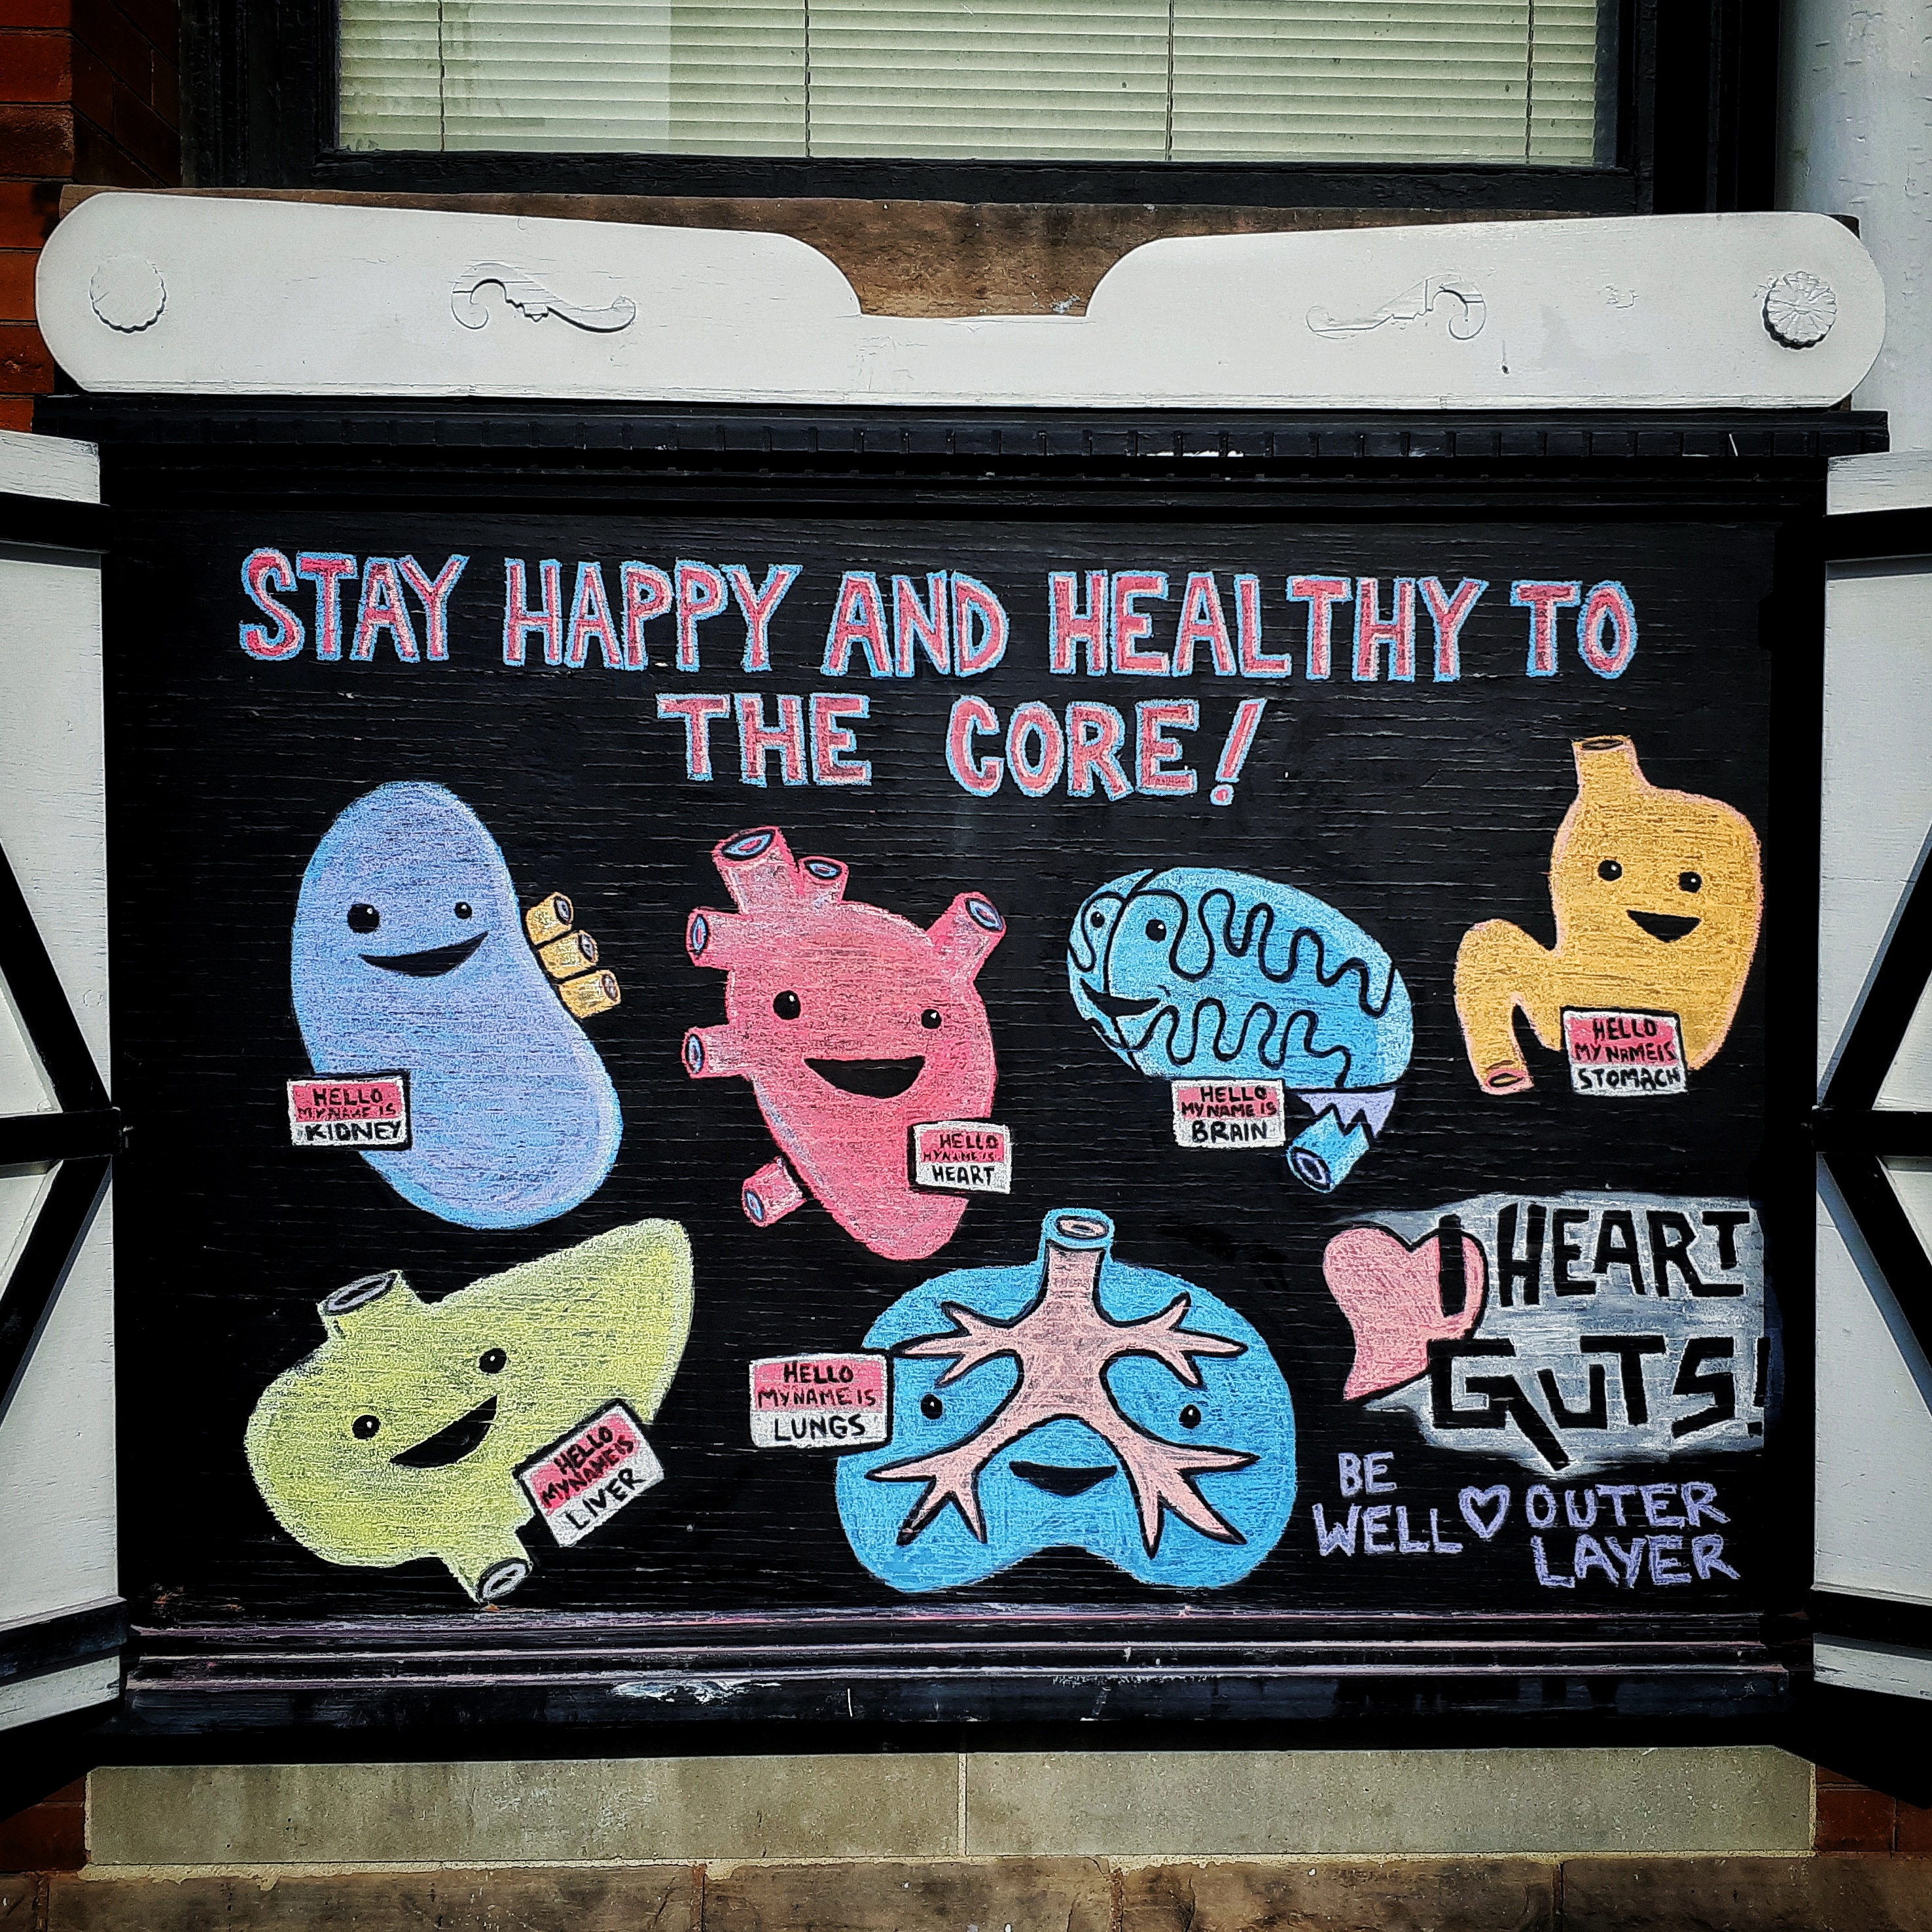 STAY HAPPY AND HEALTHY TO
THE CORE!
HELLO
MY NAME IS
KIDNEY
HELLO
MY NAME IS
HEART
HELLO
MY NAME IS
BRAIN
HELLO
MY NAME IS
STOMACH
HELLO
MY NAME IS
LIVER
HELLO
MY NAME IS
LUNGS
I HEART
GUTS!
BE
WELL ♡ OUTER
LAYER